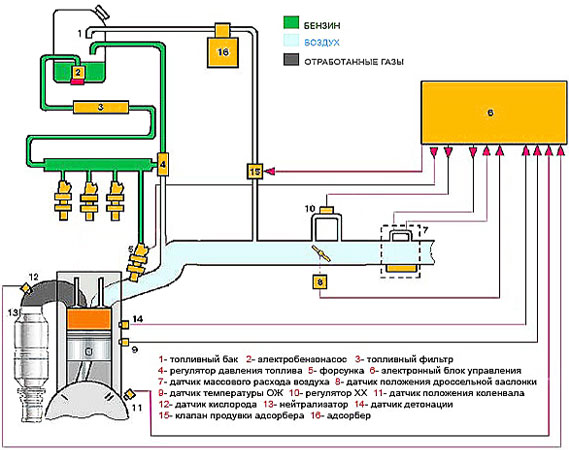 БЕНЗИН
ВОЗДУХ
ОТРАБОТАННЫЕ ГАЗЫ
1
2
16
3
6
4
15
10
7
5
8
12
13
14
9
11
1- топливный бак 2- электробензонасос 3- топливный фильтр
4- регулятор давления топлива 5- форсунка 6- электронный блок управления
7- датчик массового расхода воздуха 8- датчик положения дроссельной заслонки
9- датчик температуры ОЖ 10- регулятор ХХ 11- датчик положения коленвала
12- датчик кислорода 13- нейтрализатор 14- датчик детонации
15- клапан продувки адсорбера 16- адсорбер